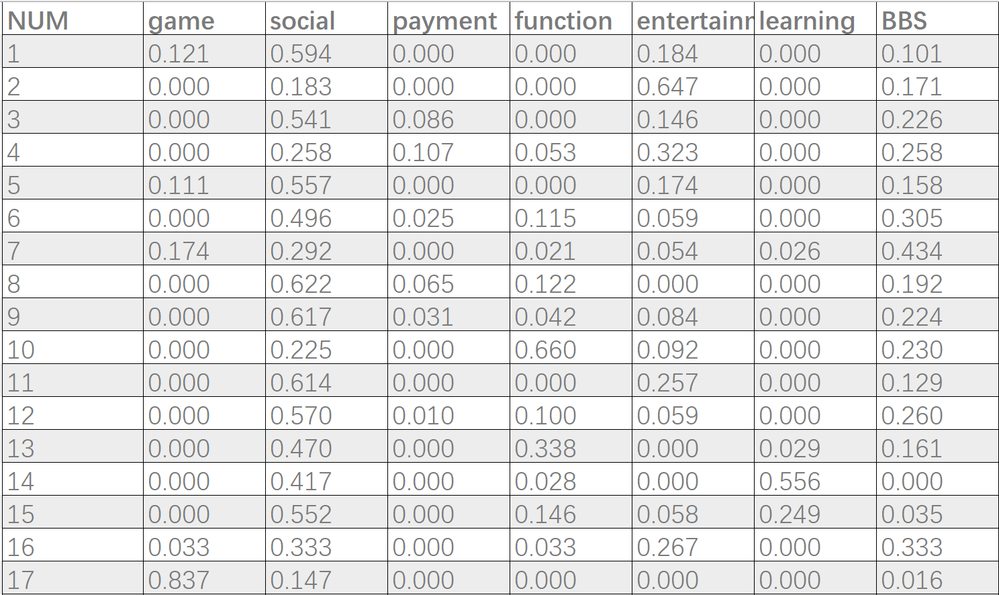 NUM game social payment function entertainn learning BBS
1 0.121 0.594 0.000 0.000 0.184 0.000 0.101
2 0.000 0.183 0.000 0.000 0.647 0.000 0.171
3 0.000 0.541 0.086 0.000 0.146 0.000 0.226
4 0.000 0.258 0.107 0.053 0.323 0.000 0.258
5 0.111 0.557 0.000 0.000 0.174 0.000 0.158
6 0.000 0.496 0.025 0.115 0.059 0.000 0.305
7 0.174 0.292 0.000 0.021 0.054 0.026 0.434
8 0.000 0.622 0.065 0.122 0.000 0.000 0.192
9 0.000 0.617 0.031 0.042 0.084 0.000 0.224
10 0.000 0.225 0.000 0.660 0.092 0.000 0.230
11 0.000 0.614 0.000 0.000 0.257 0.000 0.129
12 0.000 0.570 0.010 0.100 0.059 0.000 0.260
13 0.000 0.470 0.000 0.338 0.000 0.029 0.161
14 0.000 0.417 0.000 0.028 0.000 0.556 0.000
15 0.000 0.552 0.000 0.146 0.058 0.249 0.035
16 0.033 0.333 0.000 0.033 0.267 0.000 0.333
17 0.837 0.147 0.000 0.000 0.000 0.000 0.016